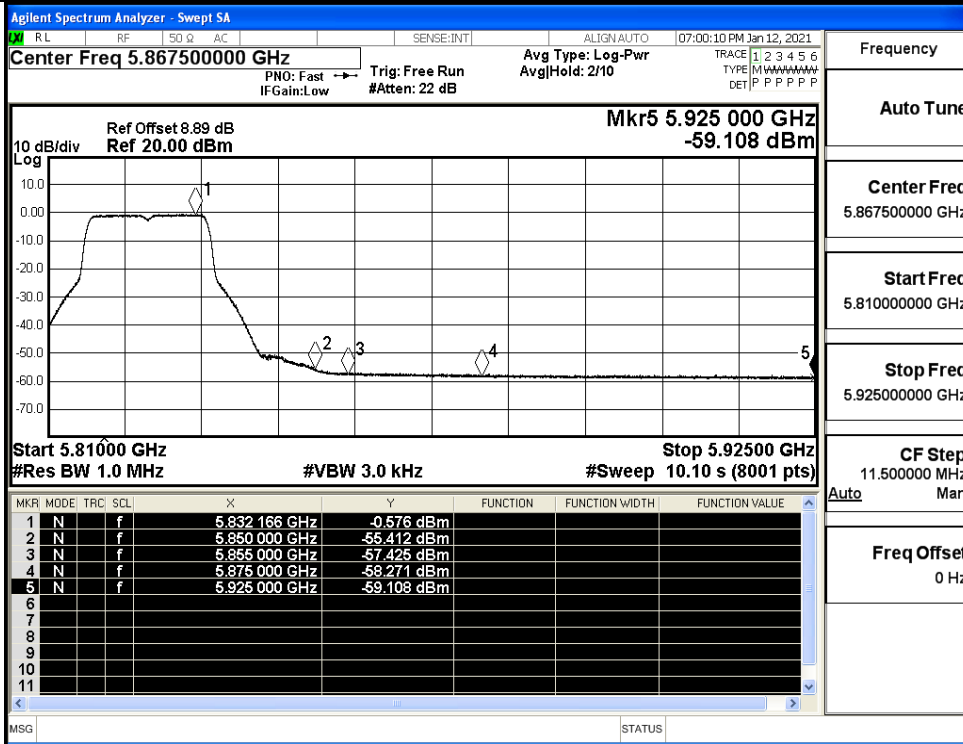 Agilent Spectrum Analyzer - Swept SA
LXI RL RF 50 Ω AC SENSE:INT ALIGN AUTO 07:00:10 PM Jan 12, 2021
Center Freq 5.867500000 GHz
PNO: Fast
IFGain:Low
Trig: Free Run
#Atten: 22 dB
Avg Type: Log-Pwr
Avg|Hold: 2/10
TRACE 1 2 3 4 5 6
TYPE M WWWWW
DET P P P P P P
Mkr5 5.925 000 GHz
-59.108 dBm
Ref Offset 8.89 dB
10 dB/div Ref 20.00 dBm
Log
10.0
0.00
-10.0
-20.0
-30.0
-40.0
-50.0
-60.0
-70.0
1
2
3
4
5
Start 5.81000 GHz Stop 5.92500 GHz
#Res BW 1.0 MHz #VBW 3.0 kHz #Sweep 10.10 s (8001 pts)
MKR MODE TRC SCL X Y FUNCTION FUNCTION WIDTH FUNCTION VALUE
1 N f 5.832 166 GHz -0.576 dBm
2 N f 5.850 000 GHz -55.412 dBm
3 N f 5.855 000 GHz -57.425 dBm
4 N f 5.875 000 GHz -58.271 dBm
5 N f 5.925 000 GHz -59.108 dBm
6
7
8
9
10
11
MSG STATUS
Frequency
Auto Tune
Center Freq
5.867500000 GHz
Start Freq
5.810000000 GHz
Stop Freq
5.925000000 GHz
CF Step
11.500000 MHz
Auto Man
Freq Offset
0 Hz